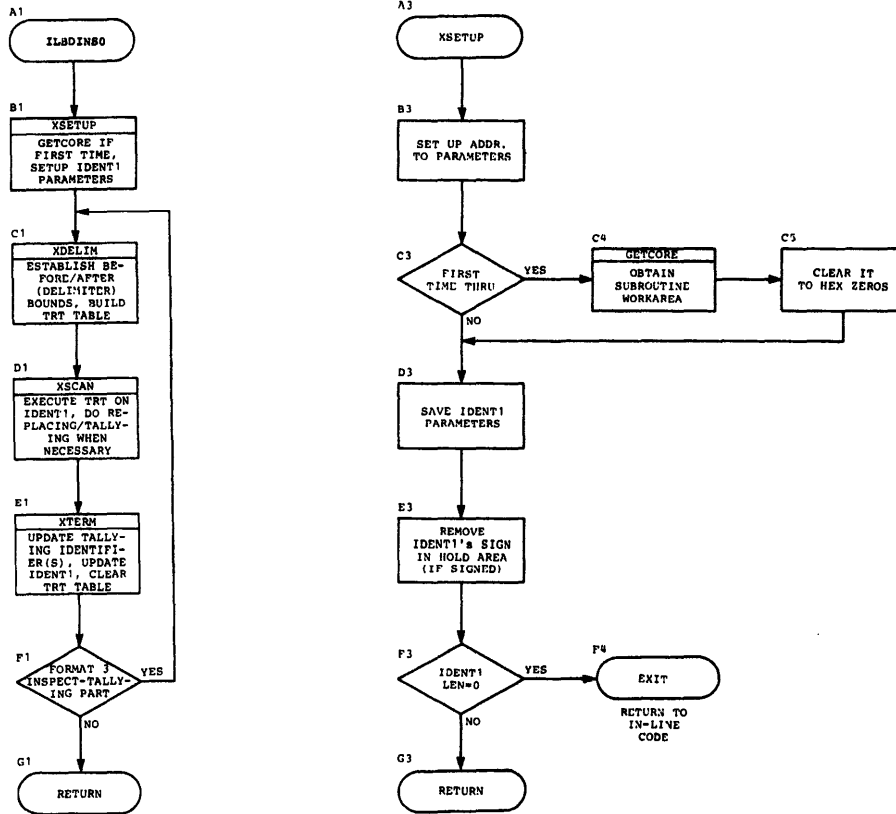 A1
ILBDINS0
B1
XSETUP
GETCORE IF
FIRST TIME,
SETUP IDENT1
PARAMETERS
C1
XDELIM
ESTABLISH BE-
FORE/AFTER
(DELIMITER)
BOUNDS, BUILD
TRT TABLE
D1
XSCAN
EXECUTE TRT ON
IDENT1, DO RE-
PLACING/TALLY-
ING WHEN
NECESSARY
E1
XTERM
UPDATE TALLY-
ING IDENTIFI-
ER(S), UPDATE
IDENT1, CLEAR
TRT TABLE
F1
FORMAT 3
INSPECT-TALLY-
ING PART
YES
NO
G1
RETURN
A3
XSETUP
B3
SET UP ADDR.
TO PARAMETERS
C3
FIRST
TIME THRU
YES
NO
C4
GETCORE
OBTAIN
SUBROUTINE
WORKAREA
C5
CLEAR IT
TO HEX ZEROS
D3
SAVE IDENT1
PARAMETERS
E3
REMOVE
IDENT1's SIGN
IN HOLD AREA
(IF SIGNED)
F3
IDENT1
LEN=0
YES
NO
F4
EXIT
RETURN TO
IN-LINE
CODE
G3
RETURN